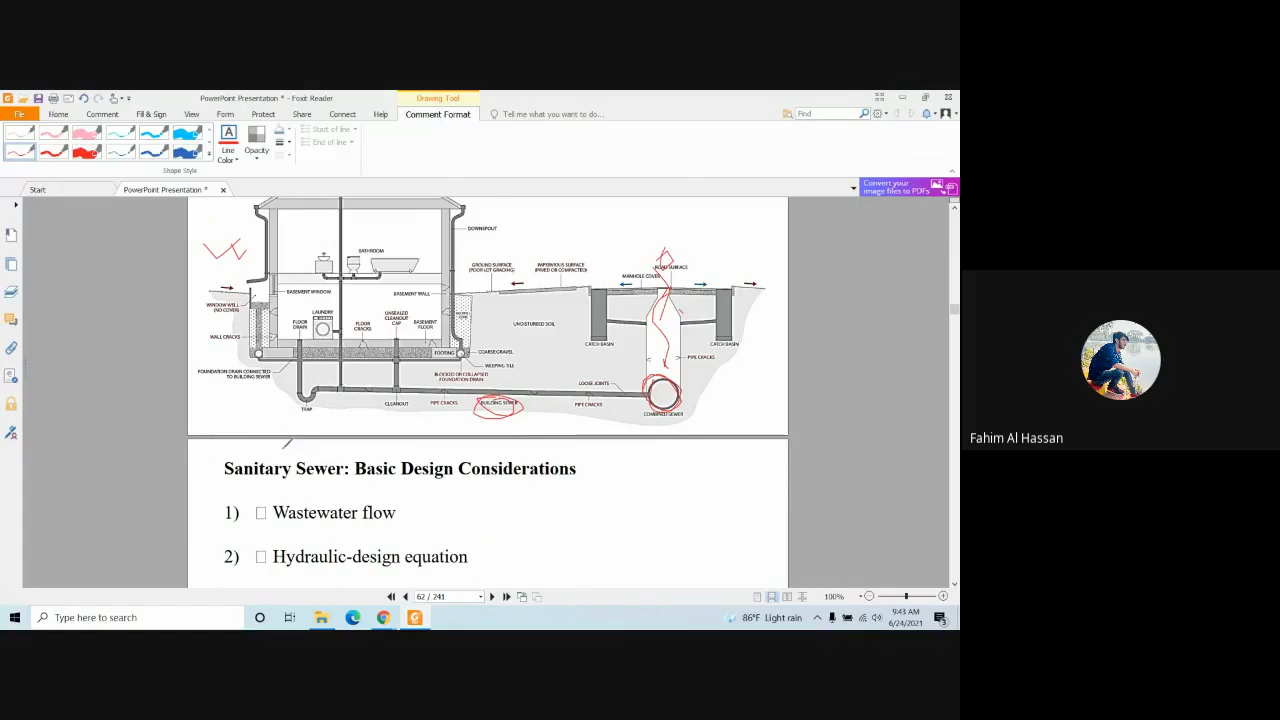 PowerPoint Presentation * - Foxit Reader
Drawing Tool
File
Home
Comment
Fill & Sign
View
Form
Protect
Share
Connect
Help
Comment Format
Tell me what you want to do...
Find
Line
Color
Opacity
Start of line
End of line
Shape Style
Start
PowerPoint Presentation *
Convert your
image files to PDFs
DOWNSPOUT
BATHROOM
GROUND SURFACE
(POOR LOT GRADING)
IMPERVIOUS SURFACE
(PAVED OR COMPACTED)
ROAD SURFACE
MANHOLE COVER
BASEMENT WINDOW
BASEMENT WALL
WINDOW WELL
(NO COVER)
LAUNDRY
UNSEALED
CLEANOUT
CAP
FLOOR
DRAIN
FLOOR
CRACKS
BASEMENT
FLOOR
UNDISTURBED SOIL
WALL CRACKS
CATCH BASIN
CATCH BASIN
FOOTING
COARSE GRAVEL
PIPE CRACKS
WEEPING TILE
FOUNDATION DRAIN CONNECTED
TO BUILDING SEWER
BLOCKED OR COLLAPSED
FOUNDATION DRAIN
LOOSE JOINTS
TRAP
CLEANOUT
PIPE CRACKS
BUILDING SEWER
PIPE CRACKS
COMBINED SEWER
Sanitary Sewer: Basic Design Considerations
1) □ Wastewater flow
2) □ Hydraulic-design equation
62 / 241
100%
Type here to search
86°F Light rain
9:43 AM
6/24/2021
3
Fahim Al Hassan